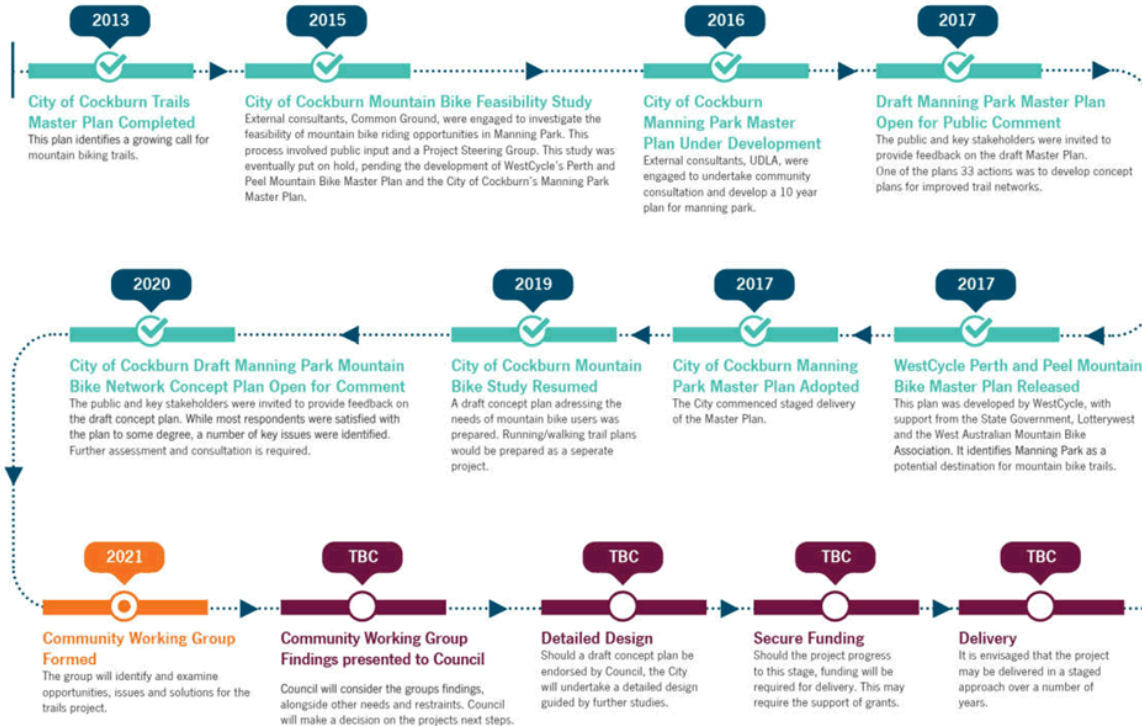 2013
City of Cockburn Trails
Master Plan Completed
This plan identifies a growing call for
mountain biking trails.
2015
City of Cockburn Mountain Bike Feasibility Study
External consultants, Common Ground, were engaged to investigate the
feasibility of mountain bike riding opportunities in Manning Park. This
process involved public input and a Project Steering Group. This study was
eventually put on hold, pending the development of WestCycle's Perth and
Peel Mountain Bike Master Plan and the City of Cockburn's Manning Park
Master Plan.
2016
City of Cockburn
Manning Park Master
Plan Under Development
External consultants, UDLA, were
engaged to undertake community
consultation and develop a 10 year
plan for manning park.
2017
Draft Manning Park Master Plan
Open for Public Comment
The public and key stakeholders were invited to
provide feedback on the draft Master Plan.
One of the plans 33 actions was to develop concept
plans for improved trail networks.
2017
WestCycle Perth and Peel Mountain
Bike Master Plan Released
This plan was developed by WestCycle, with
support from the State Government, Lotterywest
and the West Australian Mountain Bike
Association. It identifies Manning Park as a
potential destination for mountain bike trails.
2017
City of Cockburn Manning
Park Master Plan Adopted
The City commenced staged delivery
of the Master Plan.
2019
City of Cockburn Mountain
Bike Study Resumed
A draft concept plan adressing the
needs of mountain bike users was
prepared. Running/walking trail plans
would be prepared as a seperate
project.
2020
City of Cockburn Draft Manning Park Mountain
Bike Network Concept Plan Open for Comment
The public and key stakeholders were invited to provide feedback on
the draft concept plan. While most respondents were satisfied with
the plan to some degree, a number of key issues were identified.
Further assessment and consultation is required.
2021
Community Working Group
Formed
The group will identify and examine
opportunities, issues and solutions for the
trails project.
TBC
Community Working Group
Findings presented to Council
Council will consider the groups findings,
alongside other needs and restraints. Council
will make a decision on the projects next steps.
TBC
Detailed Design
Should a draft concept plan be
endorsed by Council, the City
will undertake a detailed design
guided by further studies.
TBC
Secure Funding
Should the project progress
to this stage, funding will be
required for delivery. This may
require the support of grants.
TBC
Delivery
It is envisaged that the project
may be delivered in a staged
approach over a number of
years.